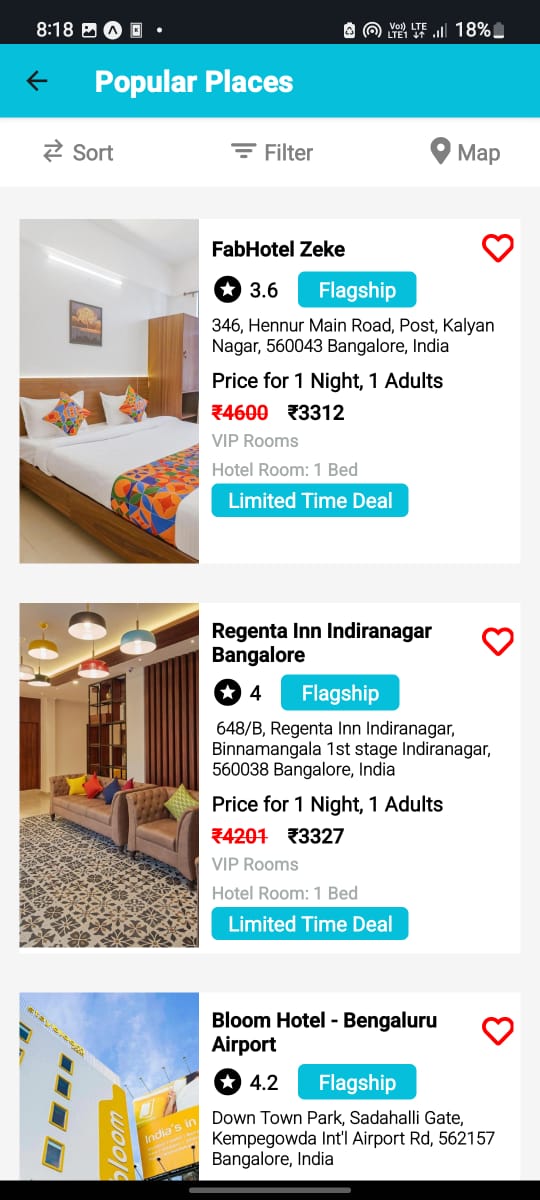 8:18 Vo) LTE 18%
LTE1
Popular Places
Sort Filter Map
FabHotel Zeke
3.6 Flagship
346, Hennur Main Road, Post, Kalyan
Nagar, 560043 Bangalore, India
Price for 1 Night, 1 Adults
₹4600 ₹3312
VIP Rooms
Hotel Room: 1 Bed
Limited Time Deal
Regenta Inn Indiranagar
Bangalore
4 Flagship
648/B, Regenta Inn Indiranagar,
Binnamangala 1st stage Indiranagar,
560038 Bangalore, India
Price for 1 Night, 1 Adults
₹4201 ₹3327
VIP Rooms
Hotel Room: 1 Bed
Limited Time Deal
Bloom Hotel - Bengaluru
Airport
4.2 Flagship
Down Town Park, Sadahalli Gate,
Kempegowda Int'l Airport Rd, 562157
Bangalore, India
bloom
India's in